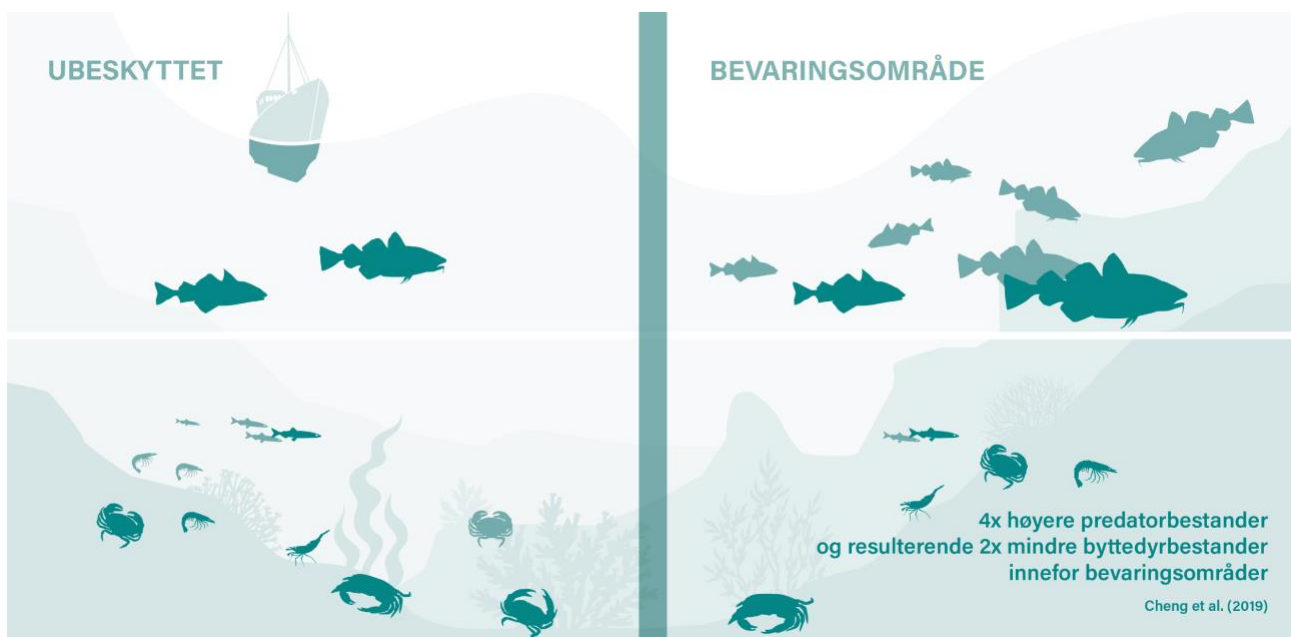 UBESKYTTET
BEVARINGSOMRÅDE
4x høyere predatorbestander
og resulterende 2x mindre byttedyrbestander
innefor bevaringsområder
Cheng et al. (2019)